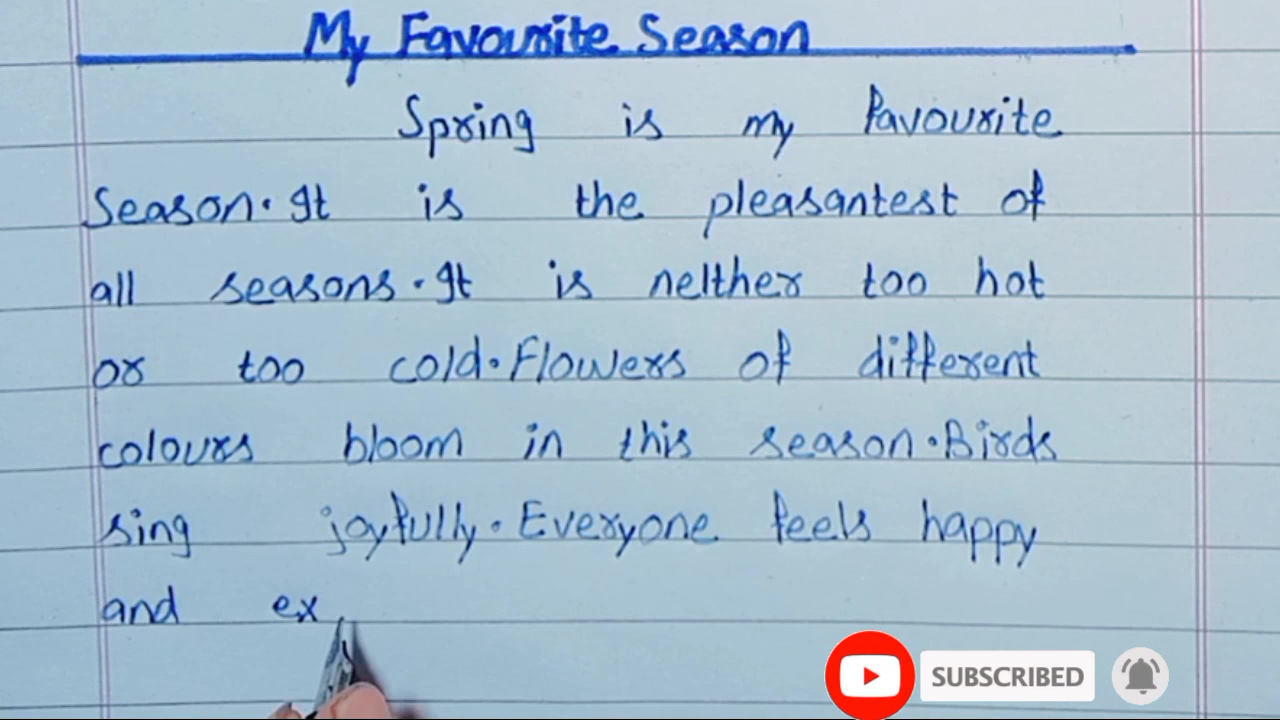 My Favourite Season
Spring is my favourite
Season. It is the pleasantest of
all seasons. It is neither too hot
or too cold. Flowers of different
colours bloom in this season. Birds
sing joyfully. Everyone feels happy
and ex
SUBSCRIBED